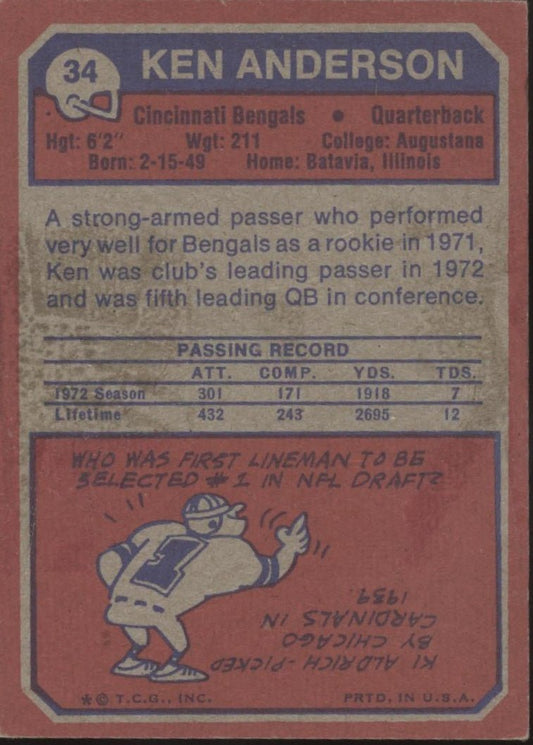 34
KEN ANDERSON
Cincinnati Bengals • Quarterback
Hgt: 6'2" Wgt: 211 College: Augustana
Born: 2-15-49 Home: Batavia, Illinois
A strong-armed passer who performed
very well for Bengals as a rookie in 1971,
Ken was club's leading passer in 1972
and was fifth leading QB in conference.
PASSING RECORD
ATT. COMP. YDS. TDS.
1972 Season 301 171 1918 7
Lifetime 432 243 2695 12
WHO WAS FIRST LINEMAN TO BE
SELECTED #1 IN NFL DRAFT?
1
KI ALDRICH - PICKED
BY CHICAGO
CARDINALS IN
1939.
* © T.C.G., INC. PRTD. IN U.S.A.